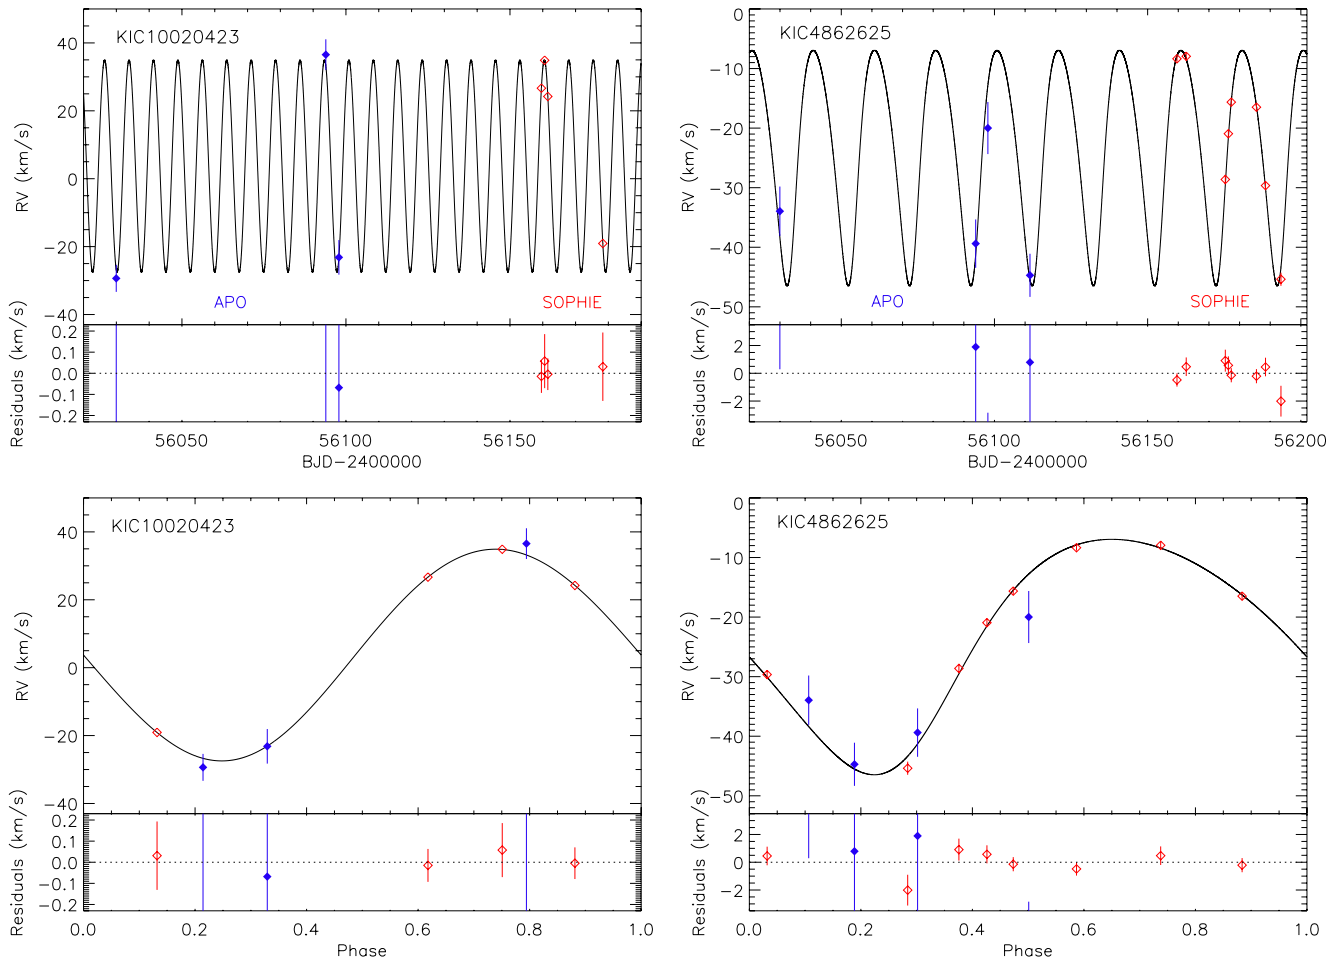 KIC10020423
RV (km/s)
40
20
0
−20
−40
APO
SOPHIE
Residuals (km/s)
0.2
0.1
0.0
−0.1
−0.2
56050
56100
56150
BJD−2400000
KIC4862625
RV (km/s)
0
−10
−20
−30
−40
−50
APO
SOPHIE
Residuals (km/s)
2
0
−2
56050
56100
56150
56200
BJD−2400000
KIC10020423
RV (km/s)
40
20
0
−20
−40
Residuals (km/s)
0.2
0.1
0.0
−0.1
−0.2
0.0
0.2
0.4
0.6
0.8
1.0
Phase
KIC4862625
RV (km/s)
0
−10
−20
−30
−40
−50
Residuals (km/s)
2
0
−2
0.0
0.2
0.4
0.6
0.8
1.0
Phase